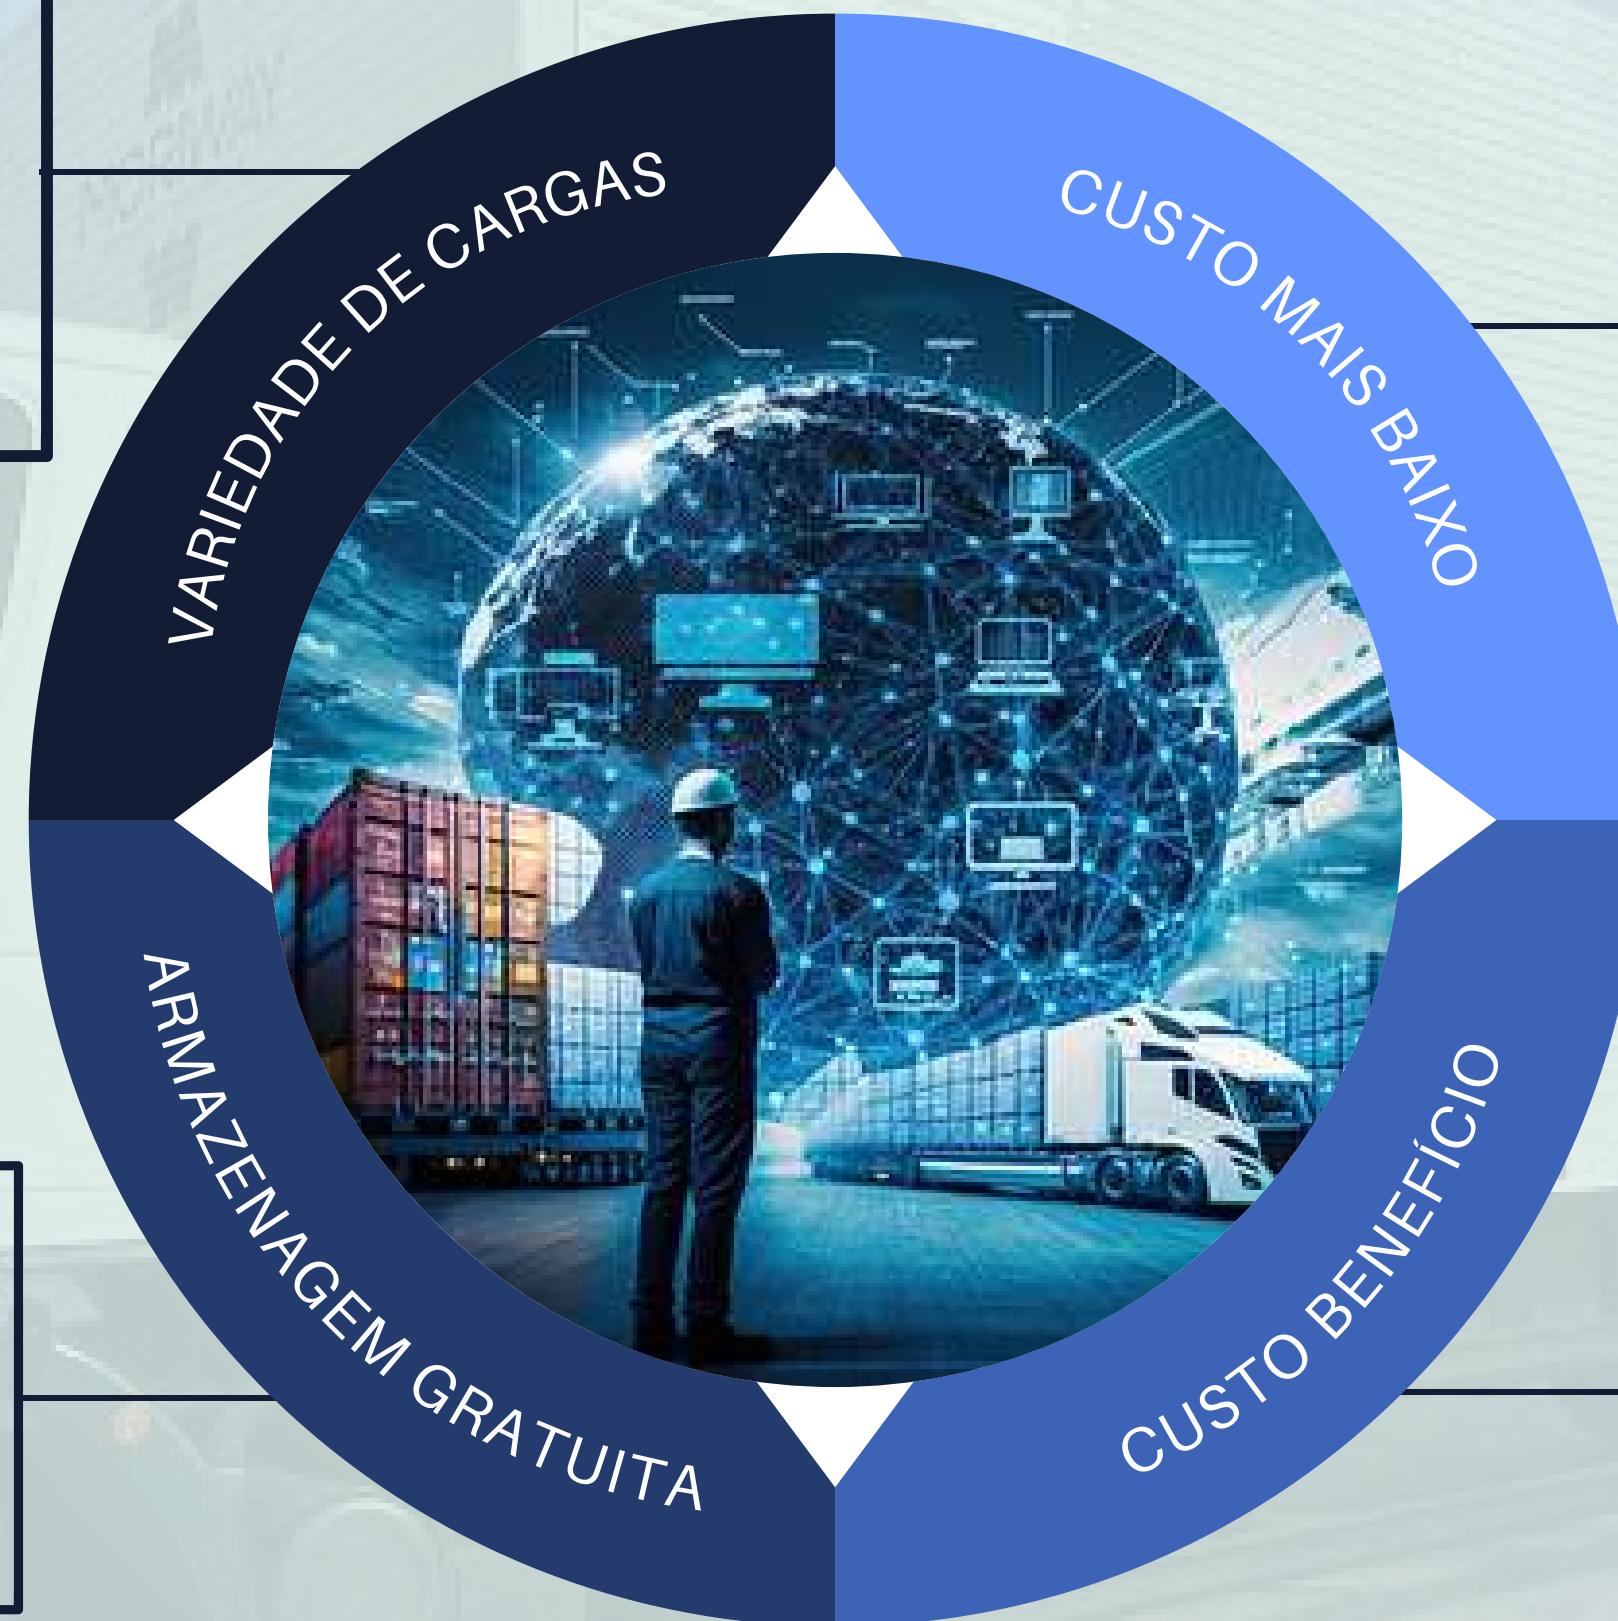 VARIEDADE DE CARGAS
CUSTO MAIS BAIXO
ARMAZENAGEM GRATUITA
CUSTO BENEFÍCIO